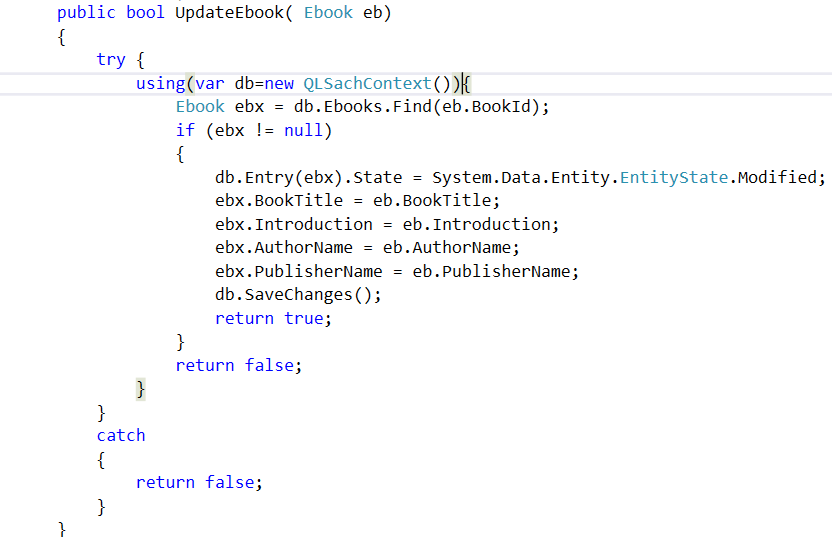 public bool UpdateEbook( Ebook eb)
{
try {
using(var db=new QLSachContext()){
Ebook ebx = db.Ebooks.Find(eb.BookId);
if (ebx != null)
{
db.Entry(ebx).State = System.Data.Entity.EntityState.Modified;
ebx.BookTitle = eb.BookTitle;
ebx.Introduction = eb.Introduction;
ebx.AuthorName = eb.AuthorName;
ebx.PublisherName = eb.PublisherName;
db.SaveChanges();
return true;
}
return false;
}
}
catch
{
return false;
}
}